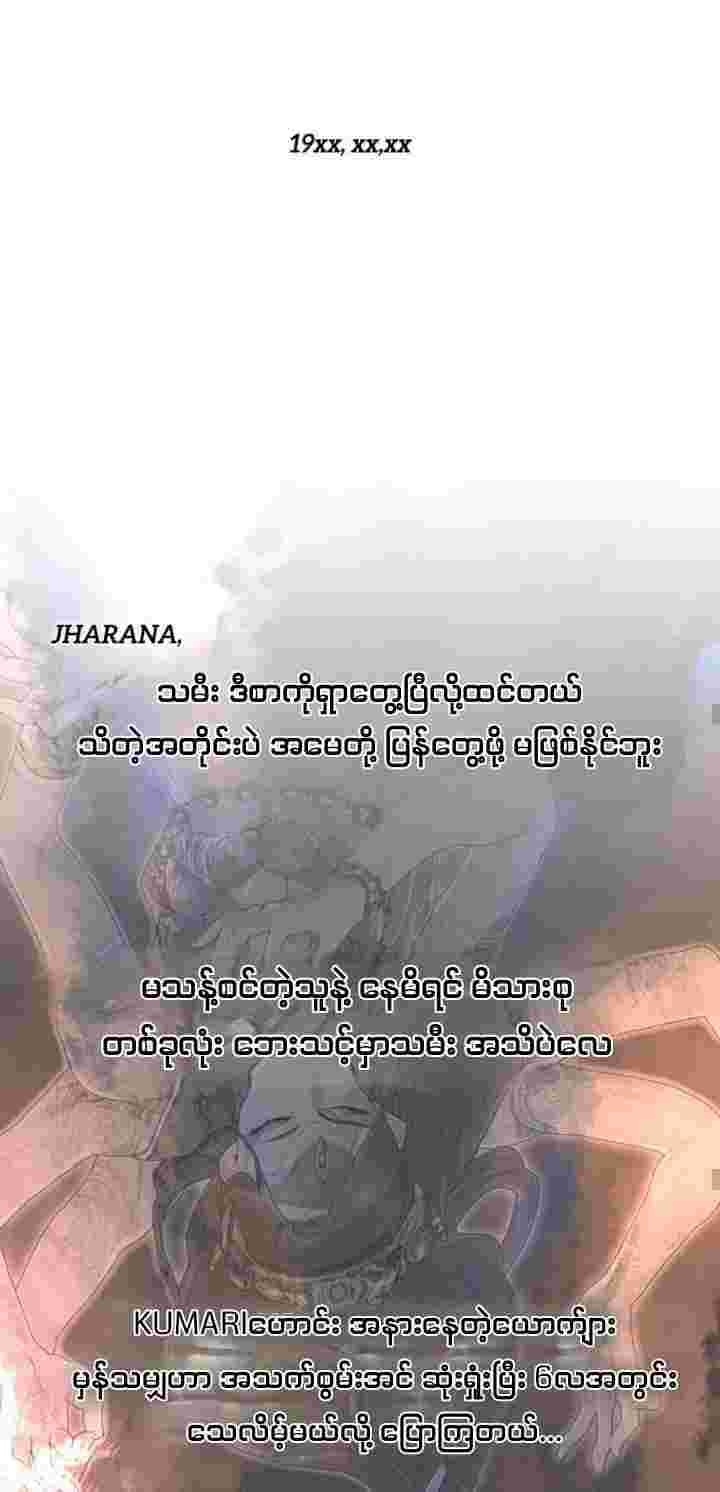 19xx, xx,xx
JHARANA,
သမီး ဒီစာကိုရှာတွေ့ပြီလို့ထင်တယ်
သိတဲ့အတိုင်းပဲ အမေတို့ ပြန်တွေ့ဖို့ မဖြစ်နိုင်ဘူး
မသန့်စင်တဲ့သူနဲ့ နေမိရင် မိသားစု
တစ်ခုလုံး ဘေးသင့်မှာသမီး အသိပဲလေ
KUMARIဟောင်း အနားနေတဲ့ယောက်ျား
မှန်သမျှဟာ အသက်စွမ်းအင် ဆုံးရှုံးပြီး 6လအတွင်း
သေလိမ့်မယ်လို့ ပြောကြတယ်...